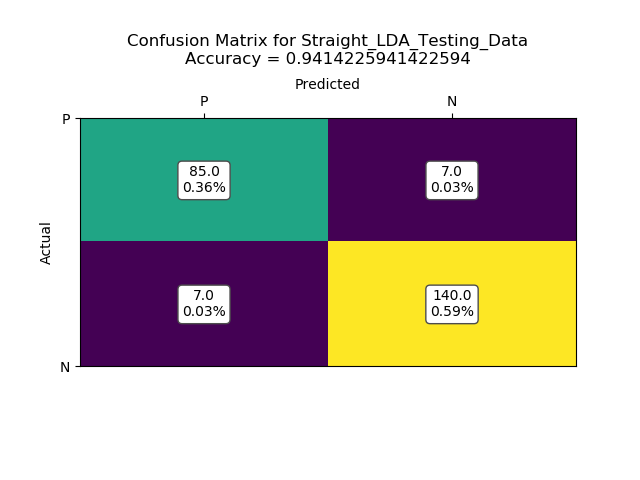 Confusion Matrix for Straight_LDA_Testing_Data
Accuracy = 0.9414225941422594
Predicted
P N
P
85.0 7.0
0.36% 0.03%
Actual
7.0 140.0
0.03% 0.59%
N